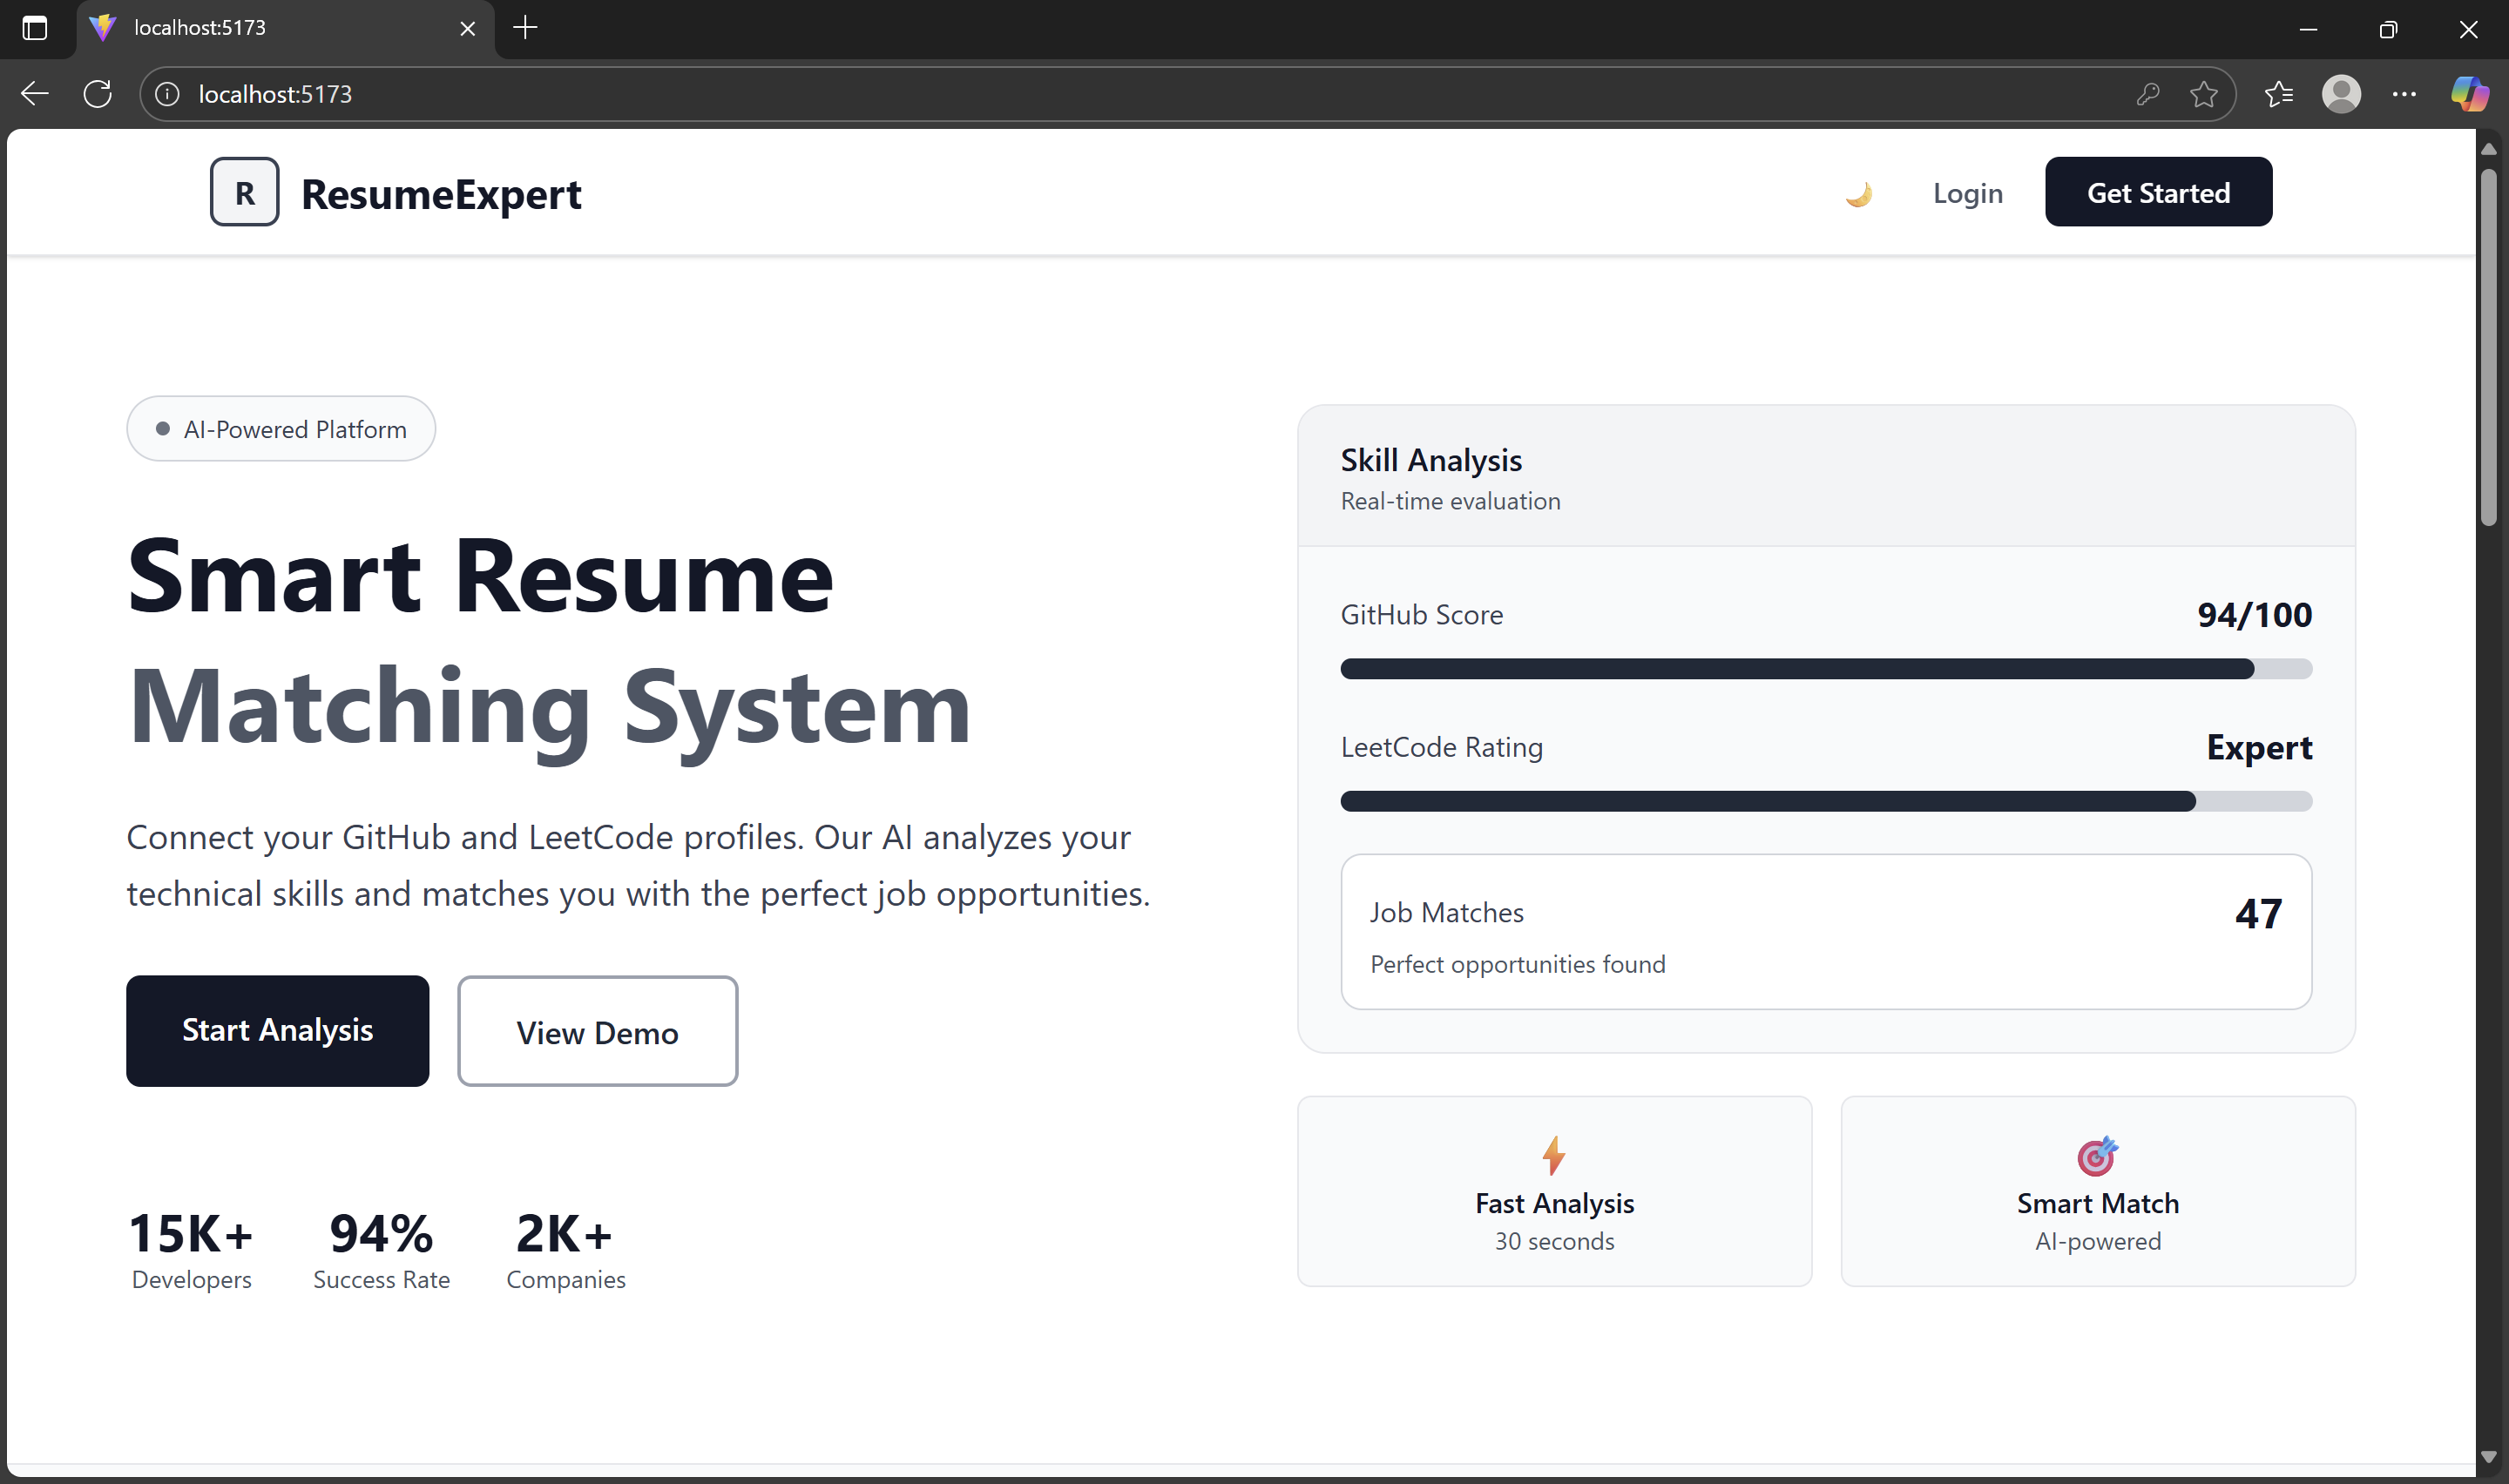 localhost:5173
localhost:5173
R
ResumeExpert
Login
Get Started
AI-Powered Platform
Smart Resume
Matching System
Connect your GitHub and LeetCode profiles. Our AI analyzes your
technical skills and matches you with the perfect job opportunities.
Start Analysis
View Demo
15K+
Developers
94%
Success Rate
2K+
Companies
Skill Analysis
Real-time evaluation
GitHub Score
94/100
LeetCode Rating
Expert
Job Matches
47
Perfect opportunities found
Fast Analysis
30 seconds
Smart Match
AI-powered